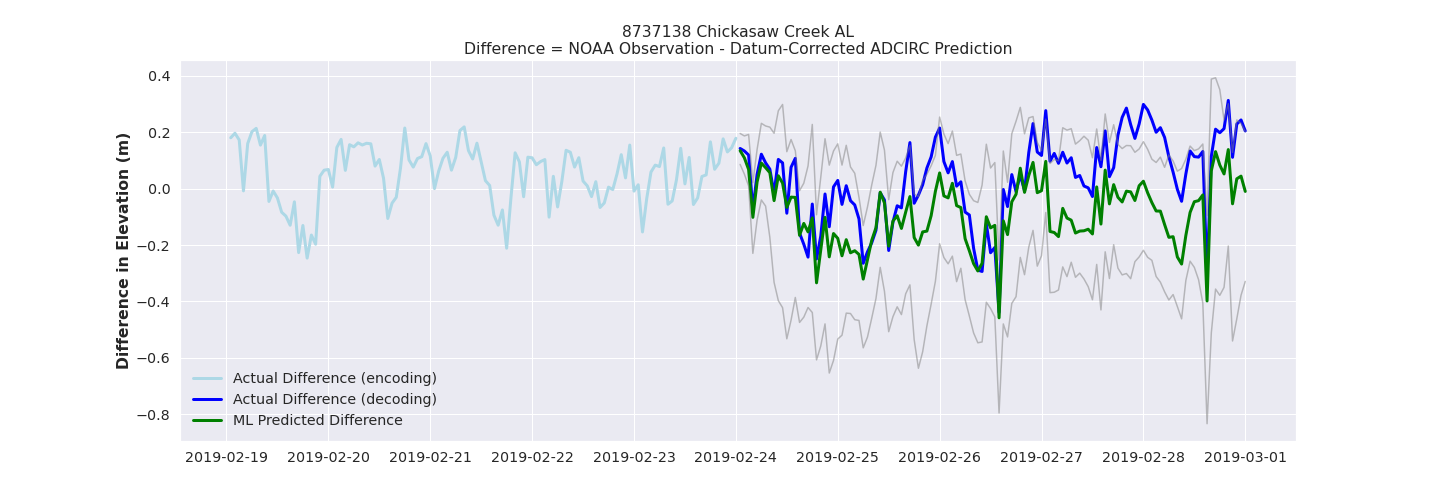 8737138 Chickasaw Creek AL
Difference = NOAA Observation - Datum-Corrected ADCIRC Prediction
Difference in Elevation (m)
0.4
0.2
0.0
−0.2
−0.4
−0.6
−0.8
Actual Difference (encoding)
Actual Difference (decoding)
ML Predicted Difference
2019-02-19 2019-02-20 2019-02-21 2019-02-22 2019-02-23 2019-02-24 2019-02-25 2019-02-26 2019-02-27 2019-02-28 2019-03-01